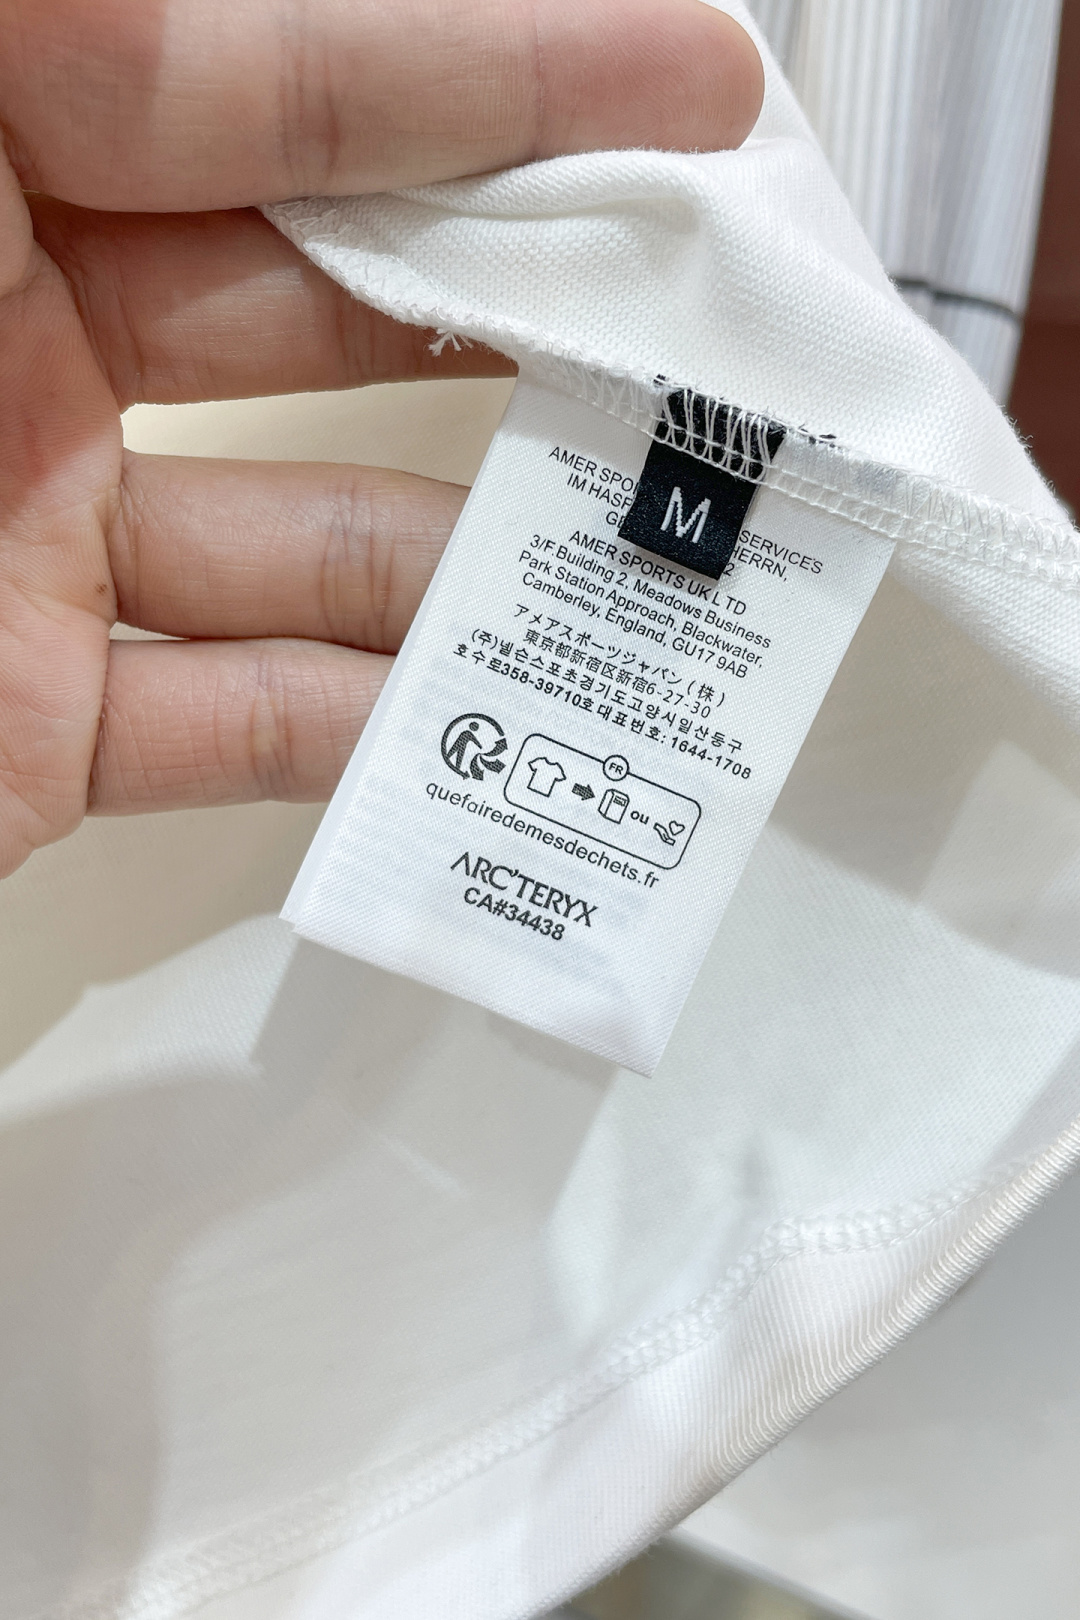 M
AMER SPO SERVICES
IM HASF HERRN,
G 2
AMER SPORTS UK LTD
3/F Building 2, Meadows Business
Park Station Approach, Blackwater,
Camberley, England, GU17 9AB
アメアスポーツジャパン(株)
東京都新宿区新宿6-27-30
(주)넬슨스포초경기도고양시일산동구
호수로358-39710호대표번호:1644-1708
FR
ou
quefairedemesdechets.fr
ARC'TERYX
CA#34438